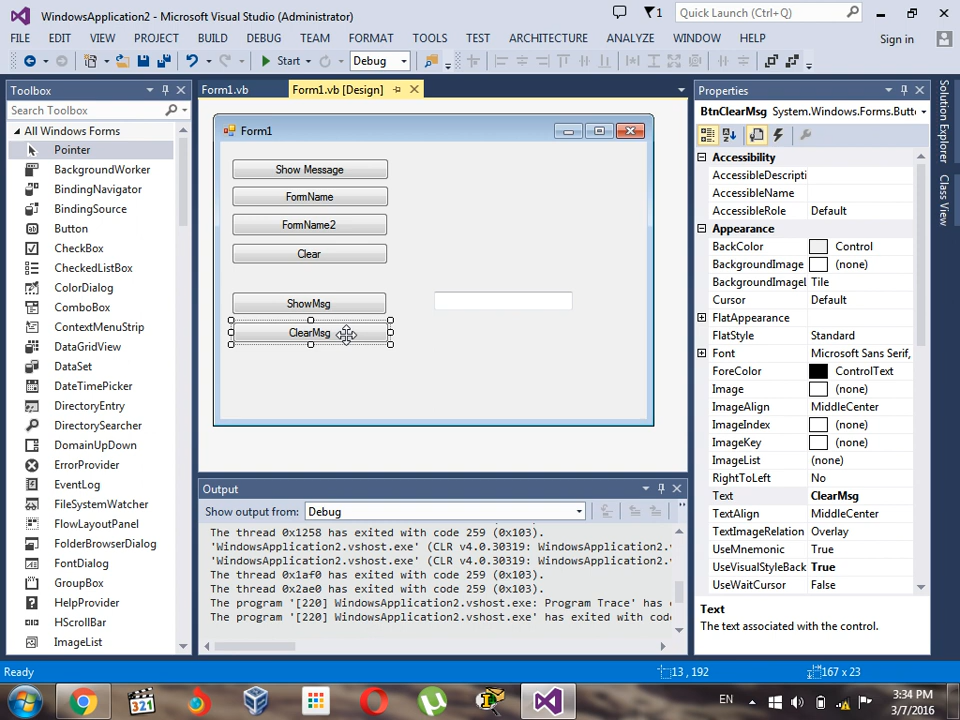 WindowsApplication2 - Microsoft Visual Studio (Administrator)
1
Quick Launch (Ctrl+Q)
FILE EDIT VIEW PROJECT BUILD DEBUG TEAM FORMAT TOOLS TEST ARCHITECTURE ANALYZE WINDOW HELP
Sign in
Start
Debug
Toolbox
Search Toolbox
All Windows Forms
Pointer
BackgroundWorker
BindingNavigator
BindingSource
Button
CheckBox
CheckedListBox
ColorDialog
ComboBox
ContextMenuStrip
DataGridView
DataSet
DateTimePicker
DirectoryEntry
DirectorySearcher
DomainUpDown
ErrorProvider
EventLog
FileSystemWatcher
FlowLayoutPanel
FolderBrowserDialog
FontDialog
GroupBox
HelpProvider
HScrollBar
ImageList
Form1.vb
Form1.vb [Design]
Form1
Show Message
FormName
FormName2
Clear
ShowMsg
ClearMsg
Output
Show output from: Debug
The thread 0x1258 has exited with code 259 (0x103).
'WindowsApplication2.vshost.exe' (CLR v4.0.30319: WindowsApplication2.
'WindowsApplication2.vshost.exe' (CLR v4.0.30319: WindowsApplication2.
The thread 0x1af0 has exited with code 259 (0x103).
The thread 0x2ae0 has exited with code 259 (0x103).
The program '[220] WindowsApplication2.vshost.exe: Program Trace' has
The program '[220] WindowsApplication2.vshost.exe' has exited with cod
Properties
BtnClearMsg System.Windows.Forms.Butt
Accessibility
AccessibleDescripti
AccessibleName
AccessibleRole Default
Appearance
BackColor Control
BackgroundImage (none)
BackgroundImageL Tile
Cursor Default
FlatAppearance
FlatStyle Standard
Font Microsoft Sans Serif,
ForeColor ControlText
Image (none)
ImageAlign MiddleCenter
ImageIndex (none)
ImageKey (none)
ImageList (none)
RightToLeft No
Text ClearMsg
TextAlign MiddleCenter
TextImageRelation Overlay
UseMnemonic True
UseVisualStyleBack True
UseWaitCursor False
Text
The text associated with the control.
Solution Explorer
Class View
Ready
13 , 192
167 x 23
321
EN
3:34 PM
3/7/2016